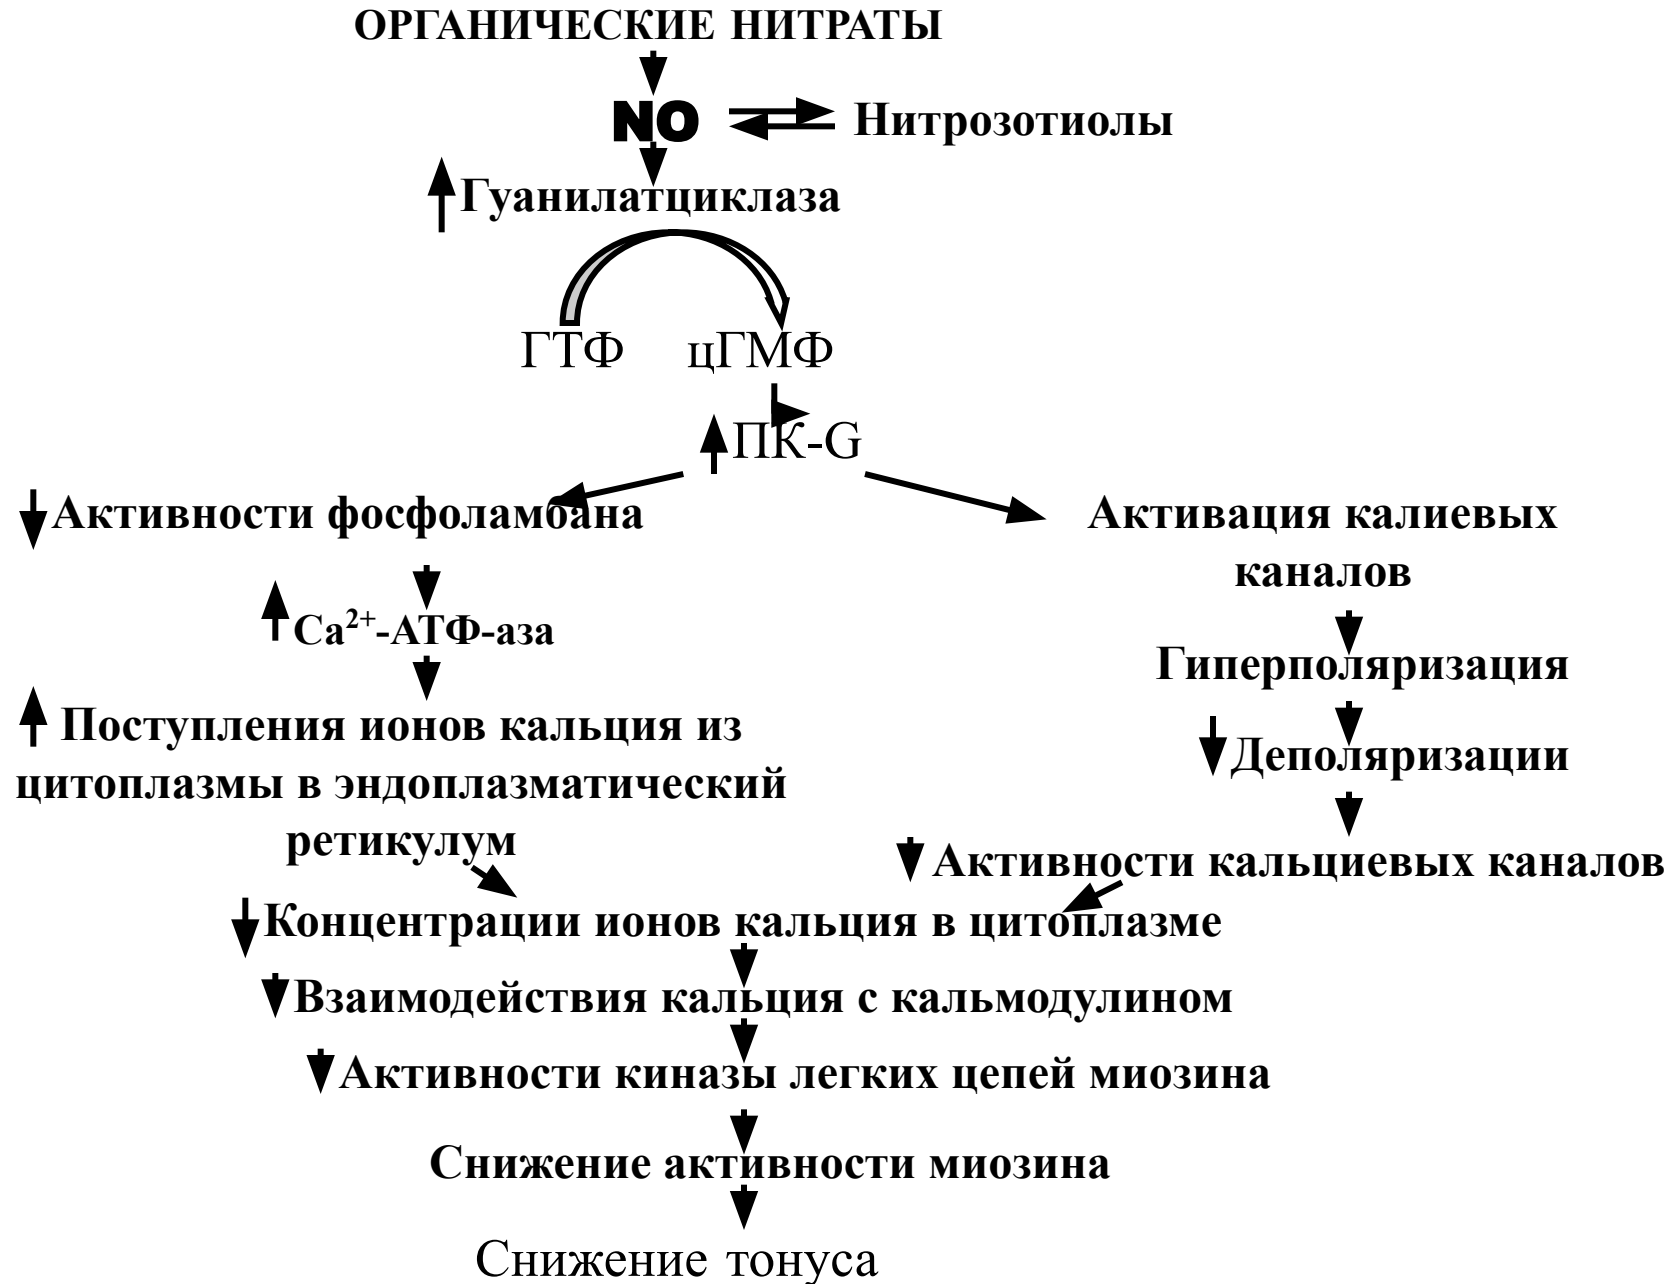 ОРГАНИЧЕСКИЕ НИТРАТЫ
NO Нитрозотиолы
Гуанилатциклаза
ГТФ цГМФ
ПК-G
Активности фосфоламбана
Активация калиевых
каналов
Ca²⁺-АТФ-аза
Гиперполяризация
Поступления ионов кальция из
цитоплазмы в эндоплазматический
ретикулум
Деполяризации
Активности кальциевых каналов
Концентрации ионов кальция в цитоплазме
Взаимодействия кальция с кальмодулином
Активности киназы легких цепей миозина
Снижение активности миозина
Снижение тонуса